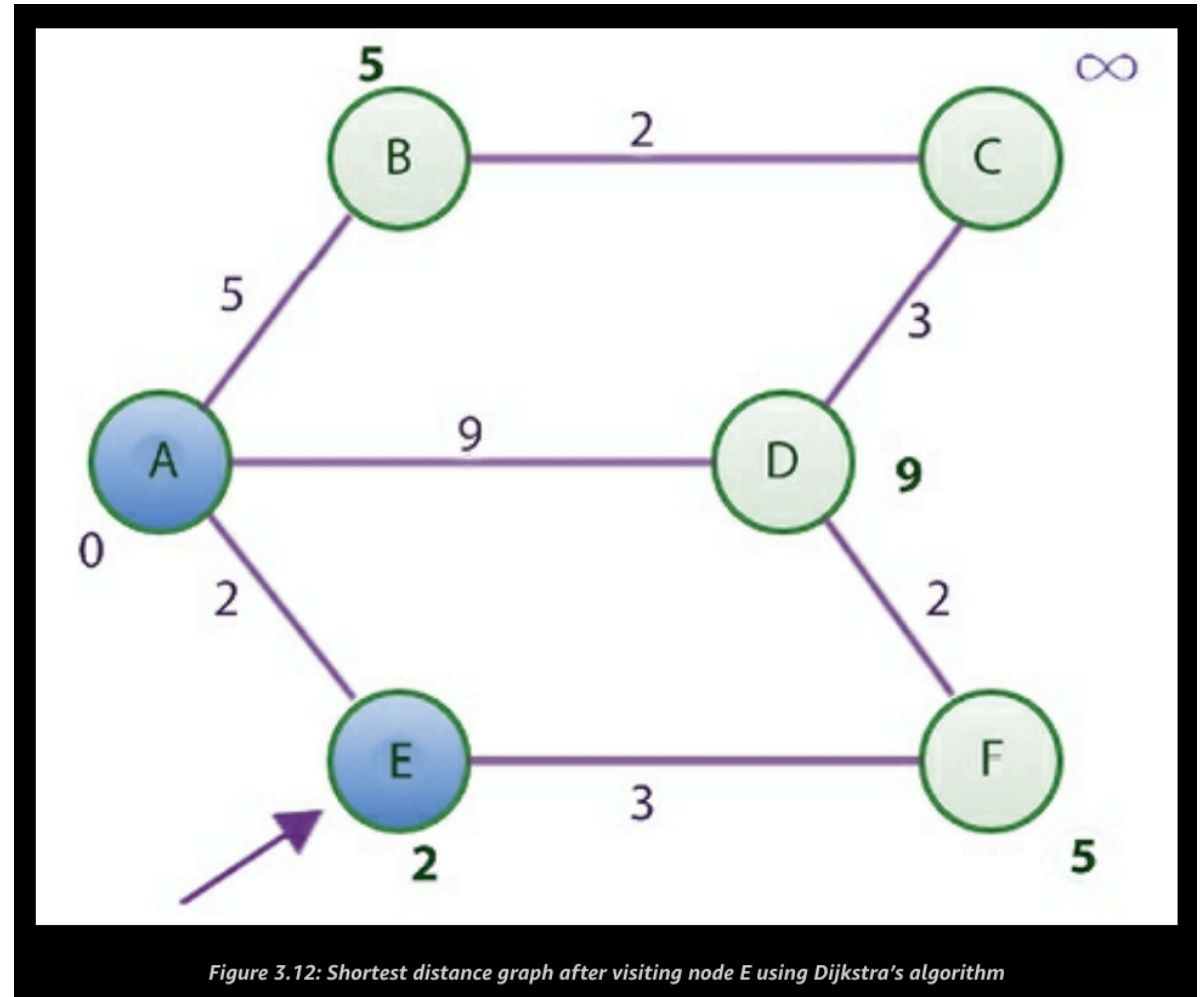 5
∞
B
2
C
5
3
A
9
D
9
0
2
2
E
3
F
2
5
Figure 3.12: Shortest distance graph after visiting node E using Dijkstra's algorithm